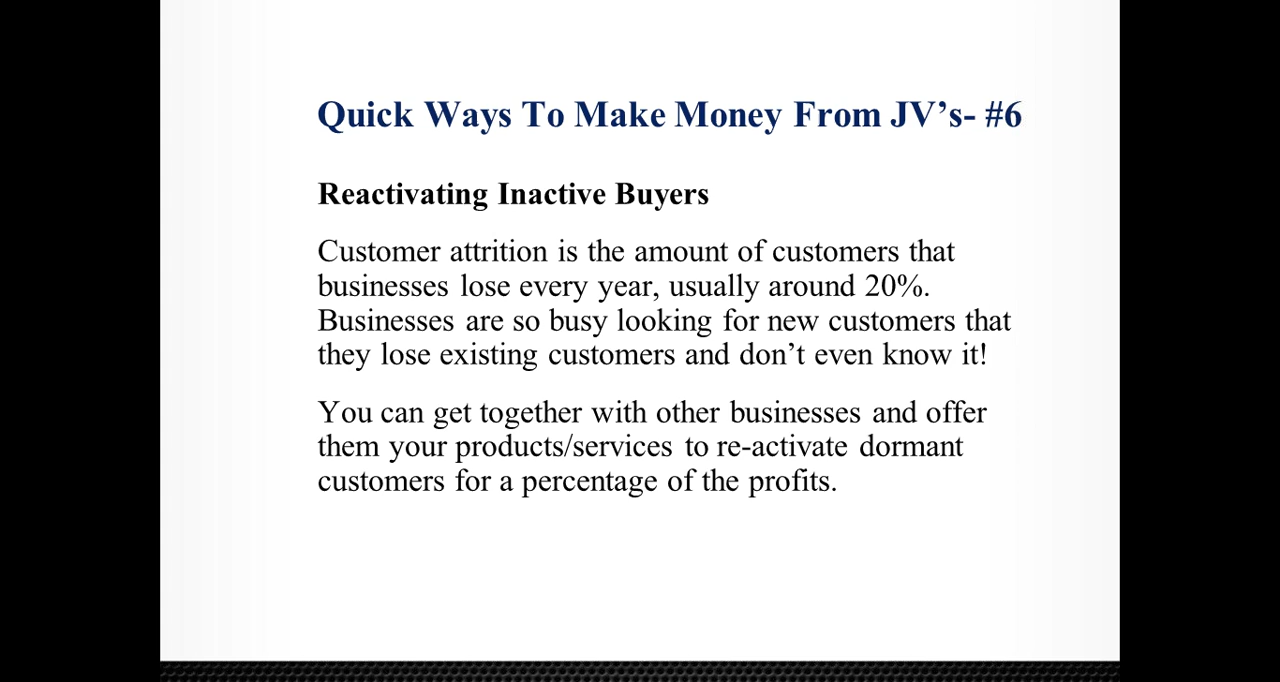 Quick Ways To Make Money From JV’s- #6
Reactivating Inactive Buyers
Customer attrition is the amount of customers that
businesses lose every year, usually around 20%.
Businesses are so busy looking for new customers that
they lose existing customers and don’t even know it!
You can get together with other businesses and offer
them your products/services to re-activate dormant
customers for a percentage of the profits.